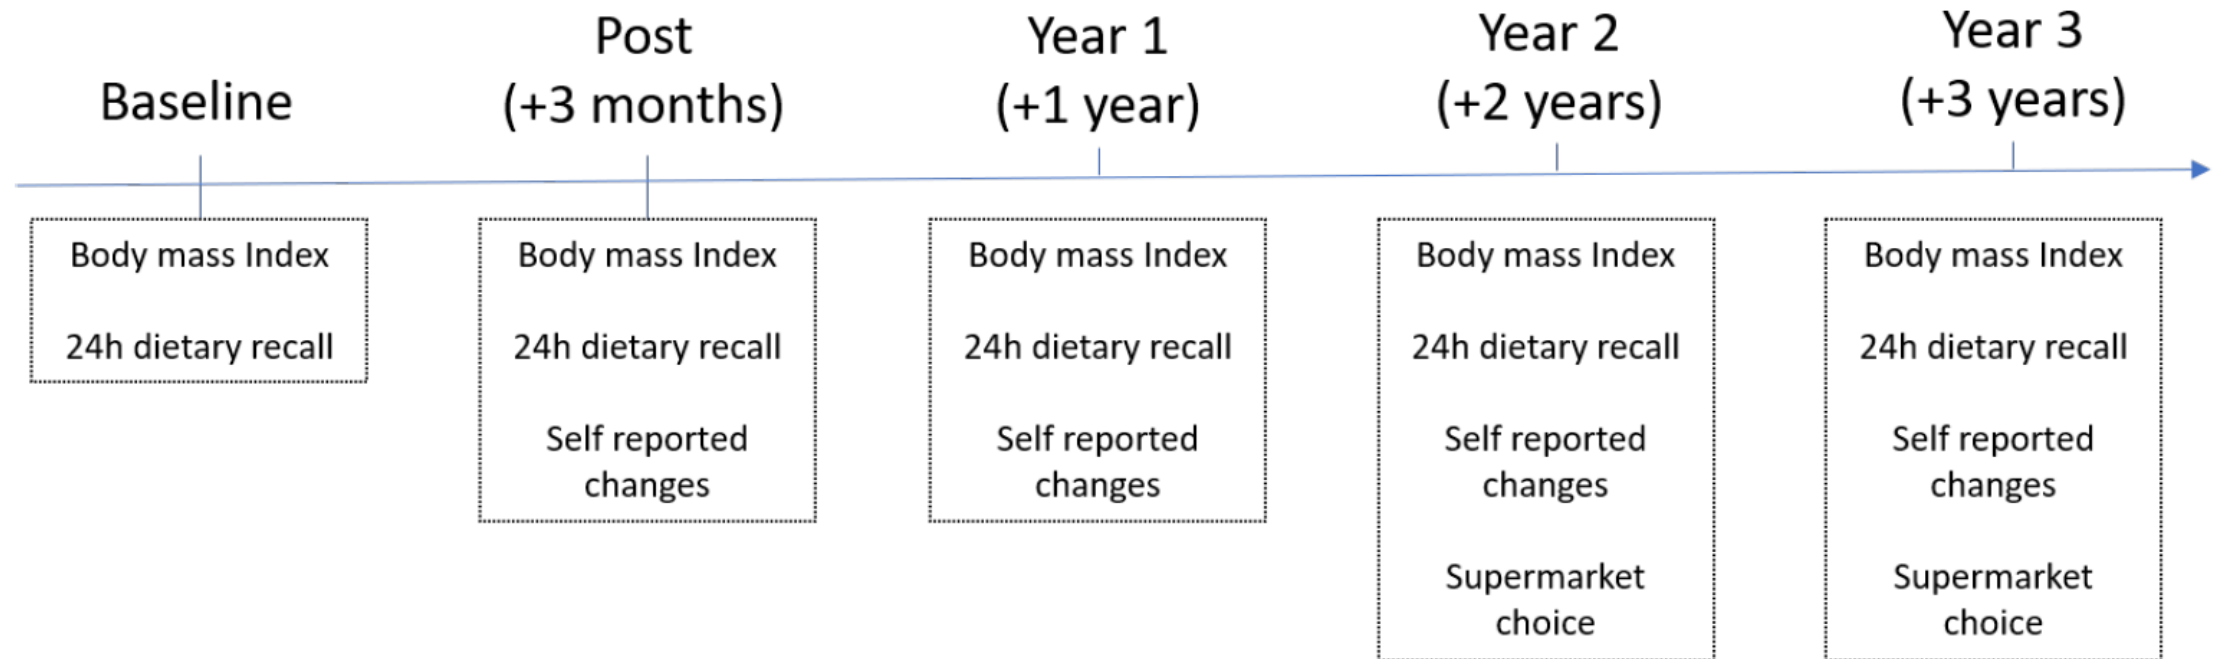 Baseline
Post
(+3 months)
Year 1
(+1 year)
Year 2
(+2 years)
Year 3
(+3 years)
Body mass Index
24h dietary recall
Body mass Index
24h dietary recall
Self reported
changes
Body mass Index
24h dietary recall
Self reported
changes
Body mass Index
24h dietary recall
Self reported
changes
Supermarket
choice
Body mass Index
24h dietary recall
Self reported
changes
Supermarket
choice